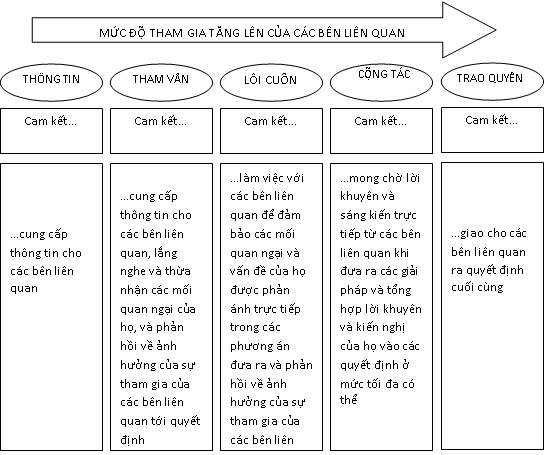 MỨC ĐỘ THAM GIA TĂNG LÊN CỦA CÁC BÊN LIÊN QUAN
THÔNG TIN
THAM VẤN
LÔI CUỐN
CỘNG TÁC
TRAO QUYỀN
Cam kết...
Cam kết...
Cam kết...
Cam kết...
Cam kết...
...cung cấp
thông tin cho
các bên liên
quan
...cung cấp
thông tin cho
các bên liên
quan, lắng
nghe và thừa
nhận các mối
quan ngại của
họ, và phản
hồi về ảnh
hưởng của sự
tham gia của
các bên liên
quan tới quyết
định
...làm việc với
các bên liên
quan để đảm
bảo các mối
quan ngại và
vấn đề của họ
được phản
ánh trực tiếp
trong các
phương án
đưa ra và phản
hồi về ảnh
hưởng của sự
tham gia của
các bên liên
...mong chờ lời
khuyên và
sáng kiến trực
tiếp từ các bên
liên quan khi
đưa ra các giải
pháp và tổng
hợp lời khuyên
và kiến nghị
của họ vào các
quyết định ở
mức tối đa có
thể
...giao cho các
bên liên quan
ra quyết định
cuối cùng